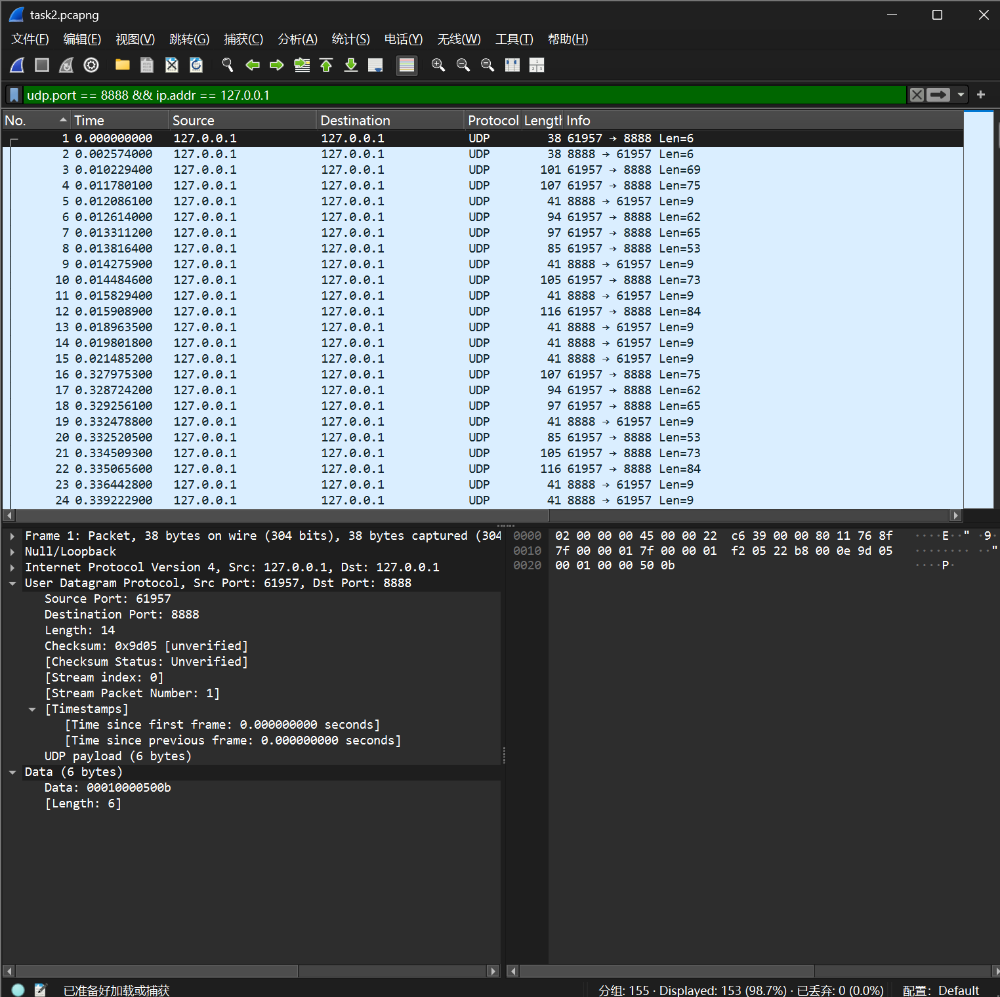 task2.pcapng
文件(F) 编辑(E) 视图(V) 跳转(G) 捕获(C) 分析(A) 统计(S) 电话(Y) 无线(W) 工具(T) 帮助(H)
udp.port == 8888 && ip.addr == 127.0.0.1
No. Time Source Destination Protocol Length Info
1 0.000000000 127.0.0.1 127.0.0.1 UDP 38 61957 → 8888 Len=6
2 0.002574000 127.0.0.1 127.0.0.1 UDP 38 8888 → 61957 Len=6
3 0.010229400 127.0.0.1 127.0.0.1 UDP 101 61957 → 8888 Len=69
4 0.011780100 127.0.0.1 127.0.0.1 UDP 107 61957 → 8888 Len=75
5 0.012086100 127.0.0.1 127.0.0.1 UDP 41 8888 → 61957 Len=9
6 0.012614000 127.0.0.1 127.0.0.1 UDP 94 61957 → 8888 Len=62
7 0.013311200 127.0.0.1 127.0.0.1 UDP 97 61957 → 8888 Len=65
8 0.013816400 127.0.0.1 127.0.0.1 UDP 85 61957 → 8888 Len=53
9 0.014275900 127.0.0.1 127.0.0.1 UDP 41 8888 → 61957 Len=9
10 0.014484600 127.0.0.1 127.0.0.1 UDP 105 61957 → 8888 Len=73
11 0.015829400 127.0.0.1 127.0.0.1 UDP 41 8888 → 61957 Len=9
12 0.015908900 127.0.0.1 127.0.0.1 UDP 116 61957 → 8888 Len=84
13 0.018963500 127.0.0.1 127.0.0.1 UDP 41 8888 → 61957 Len=9
14 0.019801800 127.0.0.1 127.0.0.1 UDP 41 8888 → 61957 Len=9
15 0.021485200 127.0.0.1 127.0.0.1 UDP 41 8888 → 61957 Len=9
16 0.327975300 127.0.0.1 127.0.0.1 UDP 107 61957 → 8888 Len=75
17 0.328724200 127.0.0.1 127.0.0.1 UDP 94 61957 → 8888 Len=62
18 0.329256100 127.0.0.1 127.0.0.1 UDP 97 61957 → 8888 Len=65
19 0.332478800 127.0.0.1 127.0.0.1 UDP 41 8888 → 61957 Len=9
20 0.332520500 127.0.0.1 127.0.0.1 UDP 85 61957 → 8888 Len=53
21 0.334509300 127.0.0.1 127.0.0.1 UDP 105 61957 → 8888 Len=73
22 0.335065600 127.0.0.1 127.0.0.1 UDP 116 61957 → 8888 Len=84
23 0.336442800 127.0.0.1 127.0.0.1 UDP 41 8888 → 61957 Len=9
24 0.339222900 127.0.0.1 127.0.0.1 UDP 41 8888 → 61957 Len=9
Frame 1: Packet, 38 bytes on wire (304 bits), 38 bytes captured (304
Null/Loopback
Internet Protocol Version 4, Src: 127.0.0.1, Dst: 127.0.0.1
User Datagram Protocol, Src Port: 61957, Dst Port: 8888
Source Port: 61957
Destination Port: 8888
Length: 14
Checksum: 0x9d05 [unverified]
[Checksum Status: Unverified]
[Stream index: 0]
[Stream Packet Number: 1]
[Timestamps]
[Time since first frame: 0.000000000 seconds]
[Time since previous frame: 0.000000000 seconds]
UDP payload (6 bytes)
Data (6 bytes)
Data: 00010000500b
[Length: 6]
0000 02 00 00 00 45 00 00 22 c6 39 00 00 80 11 76 8f ····E··" ·9
0010 7f 00 00 01 7f 00 00 01 f2 05 22 b8 00 0e 9d 05 ········ ··"
0020 00 01 00 00 50 0b ····P·
已准备好加载或捕获
分组: 155 · Displayed: 153 (98.7%) · 已丢弃: 0 (0.0%)
配置: Default